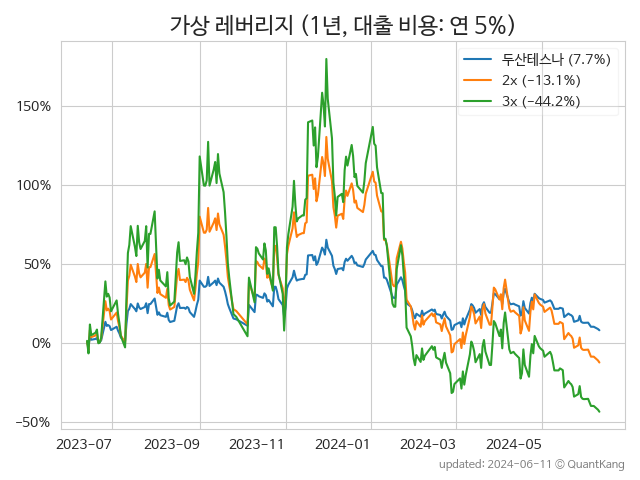 가상 레버리지 (1년, 대출 비용: 연 5%)
두산테스나 (7.7%)
2x (−13.1%)
3x (−44.2%)
150%
100%
50%
0%
−50%
2023−07 2023−09 2023−11 2024−01 2024−03 2024−05
updated: 2024-06-11 © QuantKang